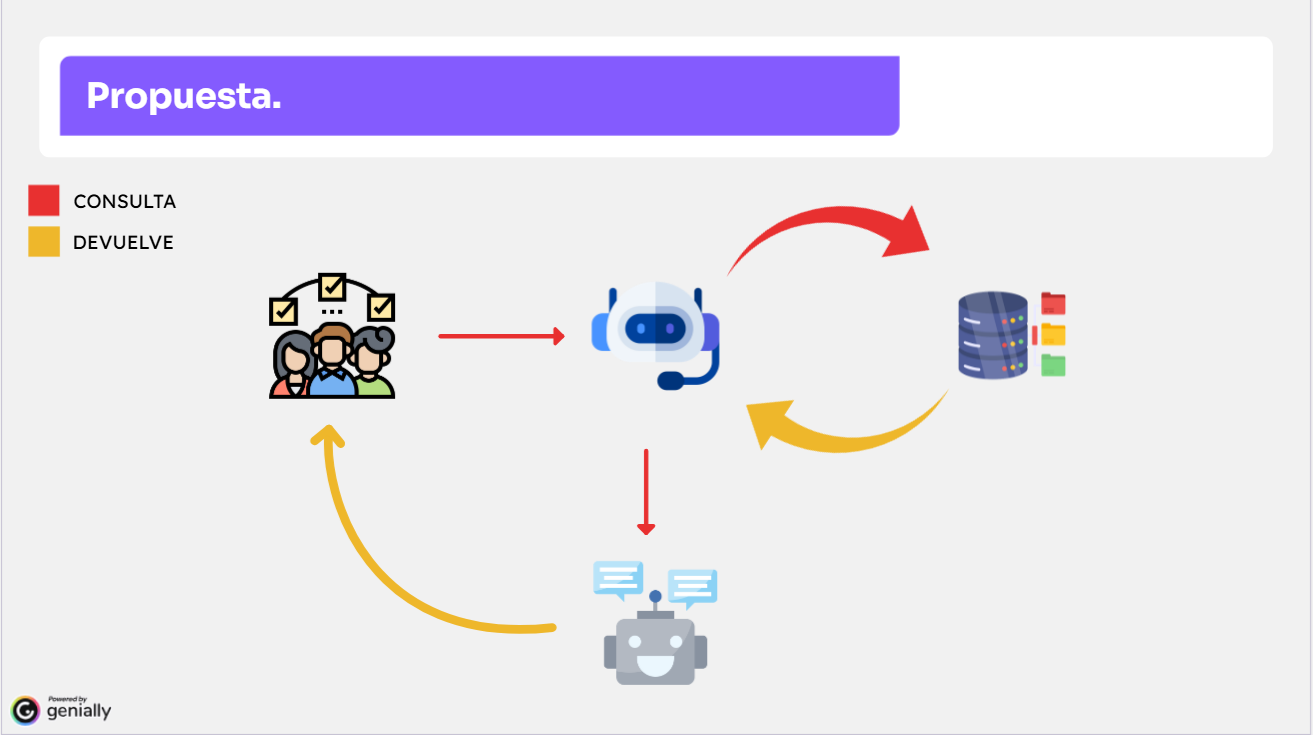 Propuesta.
CONSULTA
DEVUELVE
Powered by
genially